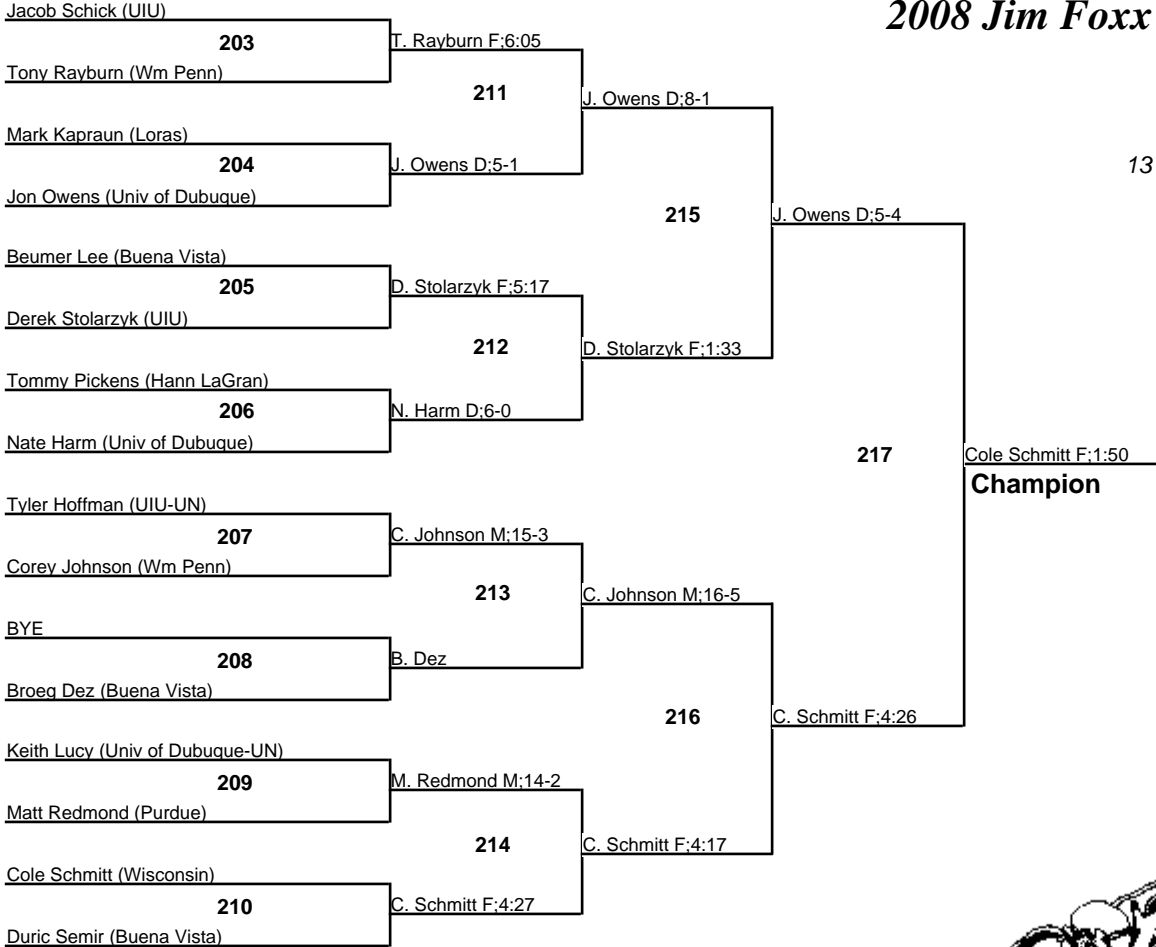 Jacob Schick (UIU)
2008 Jim Foxx
203
T. Rayburn F;6:05
Tony Rayburn (Wm Penn)
211
J. Owens D;8-1
Mark Kapraun (Loras)
204
J. Owens D;5-1
13
Jon Owens (Univ of Dubuque)
215
J. Owens D;5-4
Beumer Lee (Buena Vista)
205
D. Stolarzyk F;5:17
Derek Stolarzyk (UIU)
212
D. Stolarzyk F;1:33
Tommy Pickens (Hann LaGran)
206
N. Harm D;6-0
Nate Harm (Univ of Dubuque)
217
Cole Schmitt F;1:50
Champion
Tyler Hoffman (UIU-UN)
207
C. Johnson M;15-3
Corey Johnson (Wm Penn)
213
C. Johnson M;16-5
BYE
208
B. Dez
Broeg Dez (Buena Vista)
216
C. Schmitt F;4:26
Keith Lucy (Univ of Dubuque-UN)
209
M. Redmond M;14-2
Matt Redmond (Purdue)
214
C. Schmitt F;4:17
Cole Schmitt (Wisconsin)
210
C. Schmitt F;4:27
Duric Semir (Buena Vista)